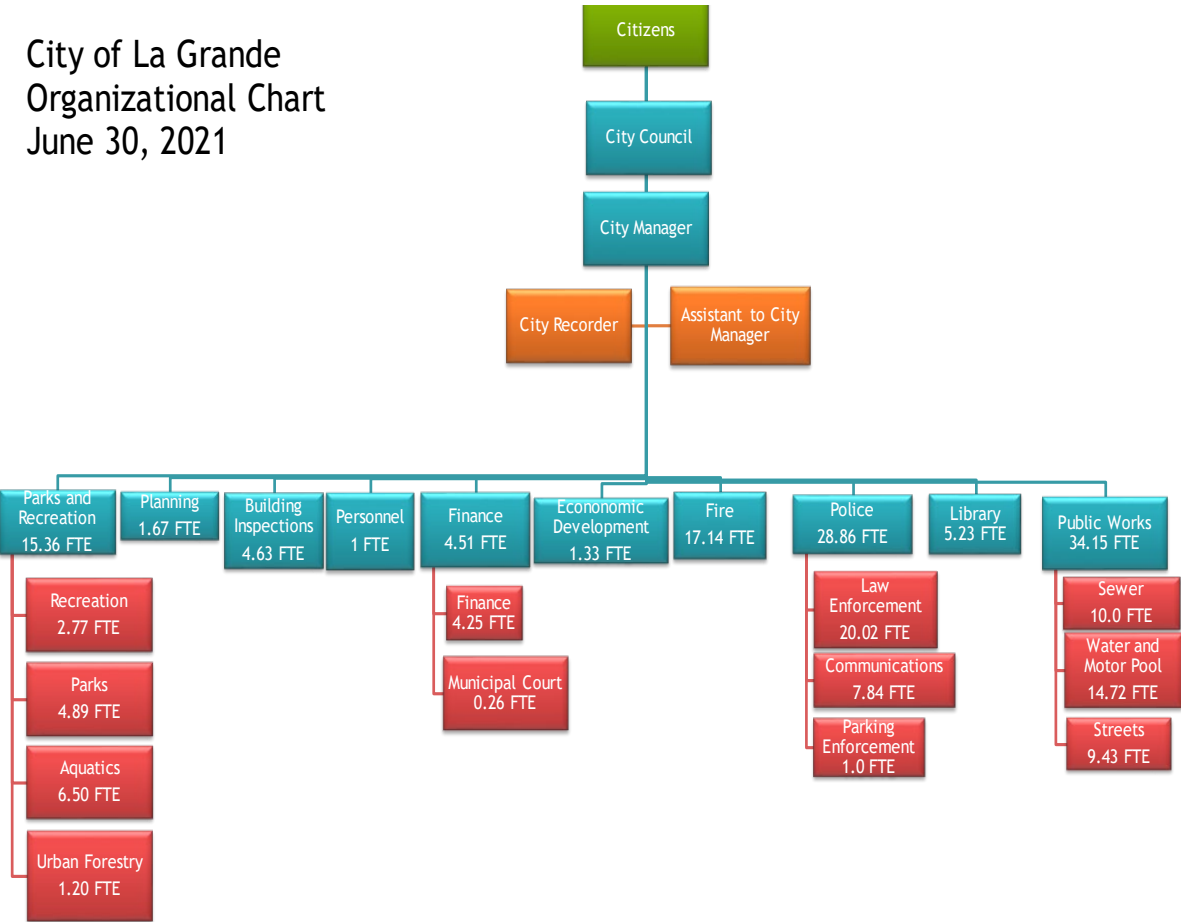 City of La Grande
Organizational Chart
June 30, 2021
Citizens
City Council
City Manager
City Recorder
Assistant to City
Manager
Parks and
Recreation
15.36 FTE
Planning
1.67 FTE
Building
Inspections
4.63 FTE
Personnel
1 FTE
Finance
4.51 FTE
Econonomic
Development
1.33 FTE
Fire
17.14 FTE
Police
28.86 FTE
Library
5.23 FTE
Public Works
34.15 FTE
Recreation
2.77 FTE
Parks
4.89 FTE
Aquatics
6.50 FTE
Urban Forestry
1.20 FTE
Finance
4.25 FTE
Municipal Court
0.26 FTE
Law
Enforcement
20.02 FTE
Communications
7.84 FTE
Parking
Enforcement
1.0 FTE
Sewer
10.0 FTE
Water and
Motor Pool
14.72 FTE
Streets
9.43 FTE